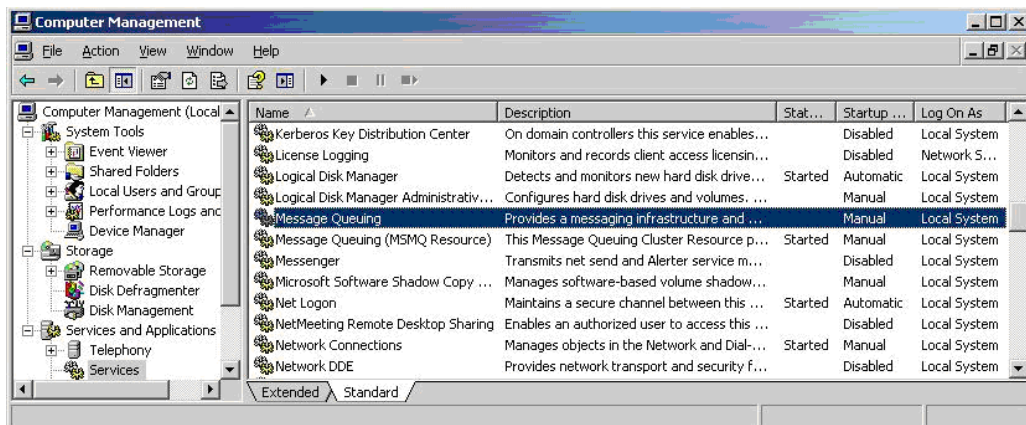 Computer Management
File Action View Window Help
Computer Management (Local
System Tools
Event Viewer
Shared Folders
Local Users and Group
Performance Logs and
Device Manager
Storage
Removable Storage
Disk Defragmenter
Disk Management
Services and Applications
Telephony
Services
Name Description Stat... Startup ... Log On As
Kerberos Key Distribution Center On domain controllers this service enables... Disabled Local System
License Logging Monitors and records client access licensin... Disabled Network S...
Logical Disk Manager Detects and monitors new hard disk drive... Started Automatic Local System
Logical Disk Manager Administrativ... Configures hard disk drives and volumes. ... Manual Local System
Message Queuing Provides a messaging infrastructure and ... Manual Local System
Message Queuing (MSMQ Resource) This Message Queuing Cluster Resource p... Started Manual Local System
Messenger Transmits net send and Alerter service m... Disabled Local System
Microsoft Software Shadow Copy ... Manages software-based volume shadow... Manual Local System
Net Logon Maintains a secure channel between this ... Started Automatic Local System
NetMeeting Remote Desktop Sharing Enables an authorized user to access this ... Disabled Local System
Network Connections Manages objects in the Network and Dial-... Started Manual Local System
Network DDE Provides network transport and security f... Disabled Local System
Extended Standard